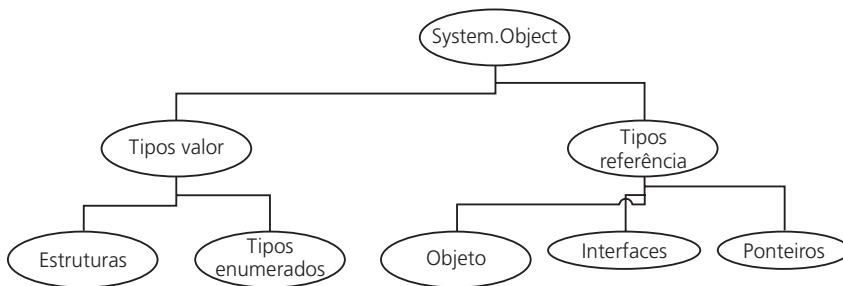 System.Object
Tipos valor
Tipos
referência
Estruturas
Tipos
enumerados
Objeto
Interfaces
Ponteiros